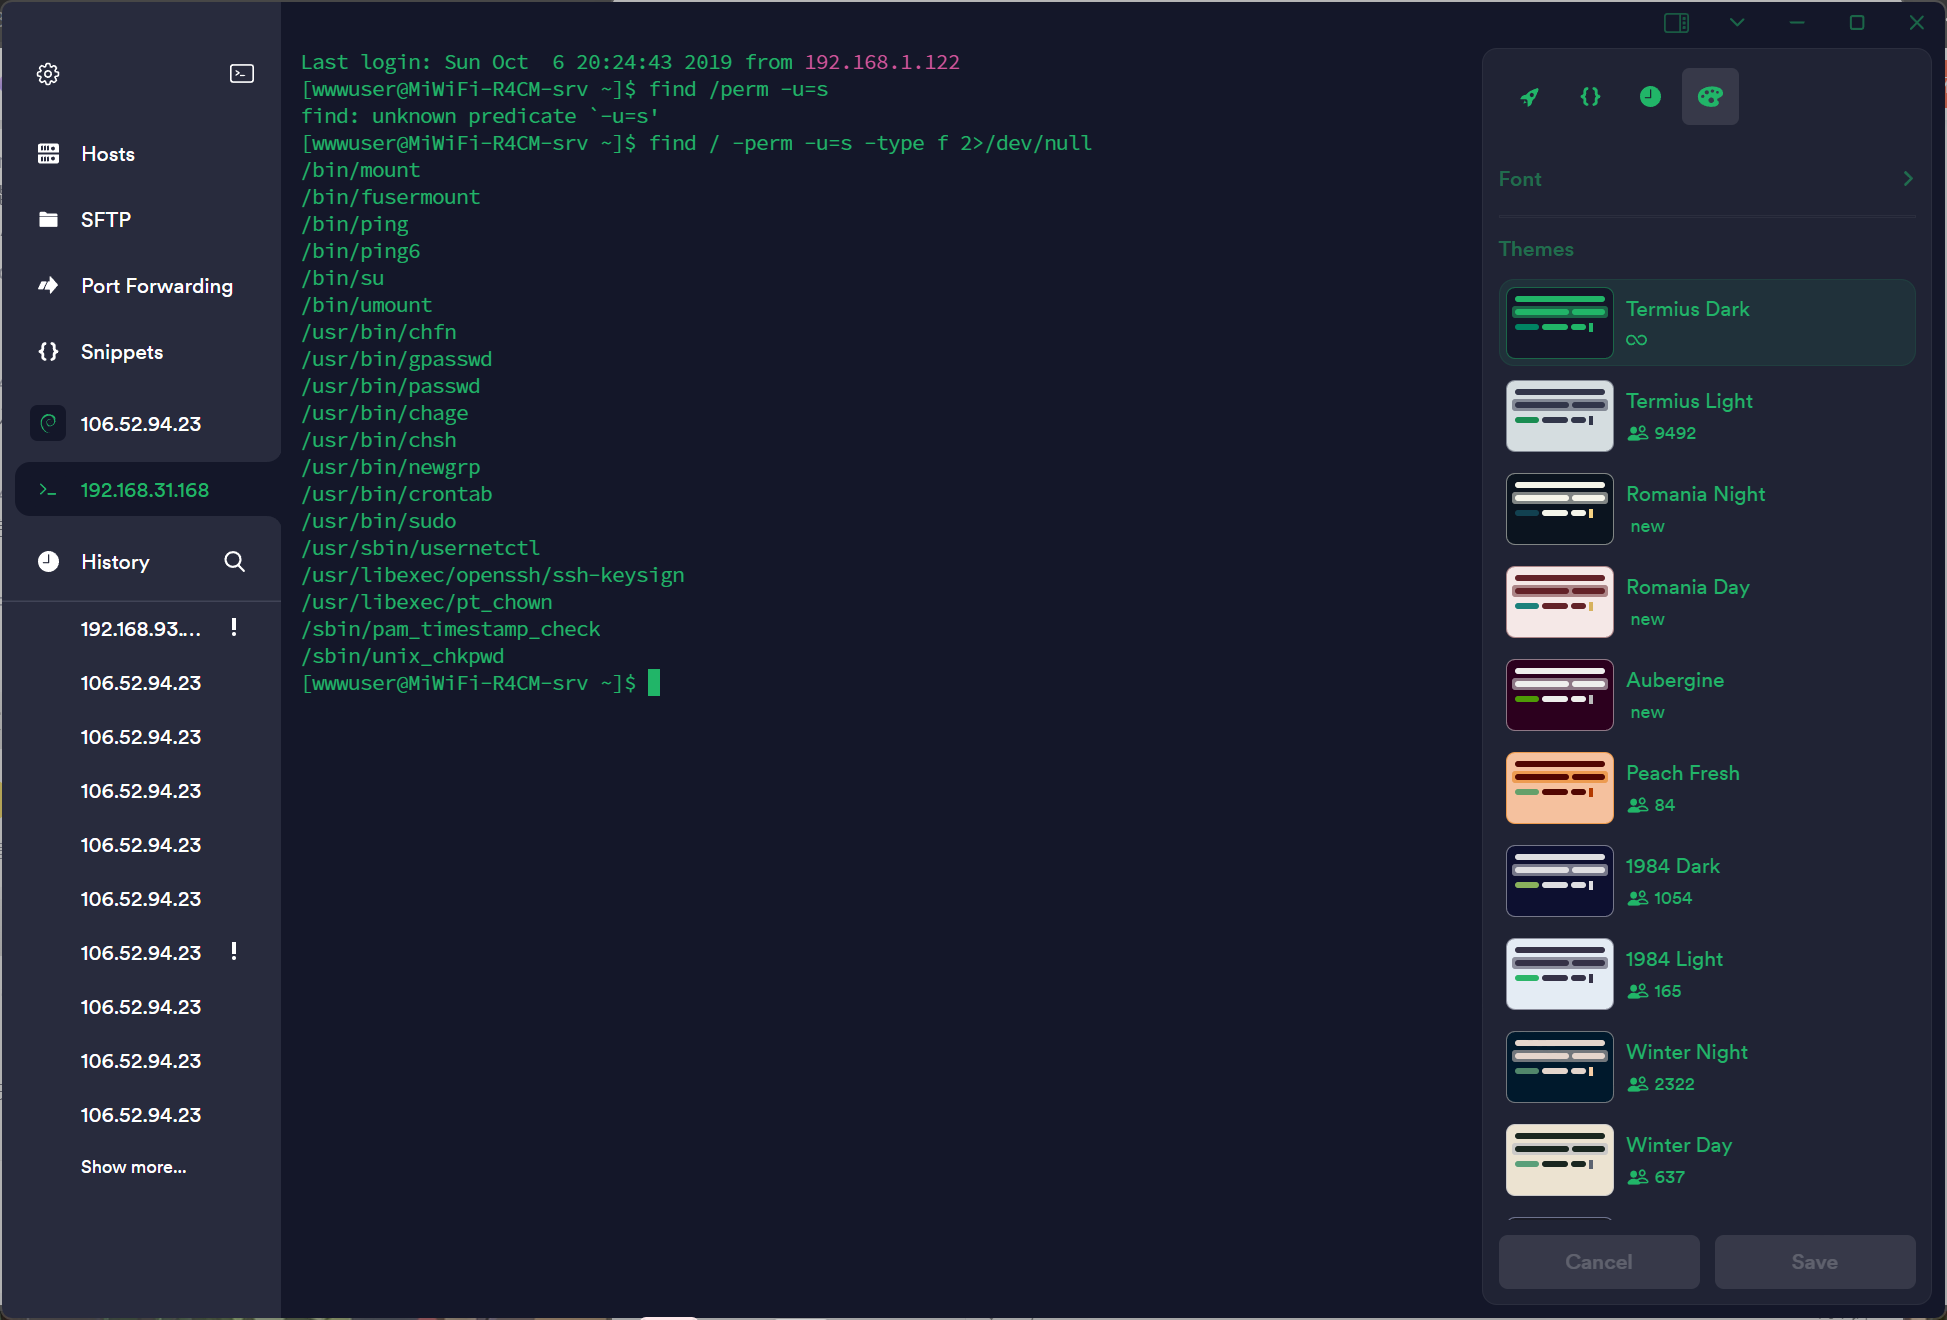 Hosts
SFTP
Port Forwarding
Snippets
106.52.94.23
192.168.31.168
History
192.168.93.... !
106.52.94.23
106.52.94.23
106.52.94.23
106.52.94.23
106.52.94.23
106.52.94.23 !
106.52.94.23
106.52.94.23
106.52.94.23
Show more...
Last login: Sun Oct  6 20:24:43 2019 from 192.168.1.122
[wwwuser@MiWiFi-R4CM-srv ~]$ find /perm -u=s
find: unknown predicate `-u=s'
[wwwuser@MiWiFi-R4CM-srv ~]$ find / -perm -u=s -type f 2>/dev/null
/bin/mount
/bin/fusermount
/bin/ping
/bin/ping6
/bin/su
/bin/umount
/usr/bin/chfn
/usr/bin/gpasswd
/usr/bin/passwd
/usr/bin/chage
/usr/bin/chsh
/usr/bin/newgrp
/usr/bin/crontab
/usr/bin/sudo
/usr/sbin/usernetctl
/usr/libexec/openssh/ssh-keysign
/usr/libexec/pt_chown
/sbin/pam_timestamp_check
/sbin/unix_chkpwd
[wwwuser@MiWiFi-R4CM-srv ~]$
Font
Themes
Termius Dark
∞
Termius Light
9492
Romania Night
new
Romania Day
new
Aubergine
new
Peach Fresh
84
1984 Dark
1054
1984 Light
165
Winter Night
2322
Winter Day
637
Cancel
Save